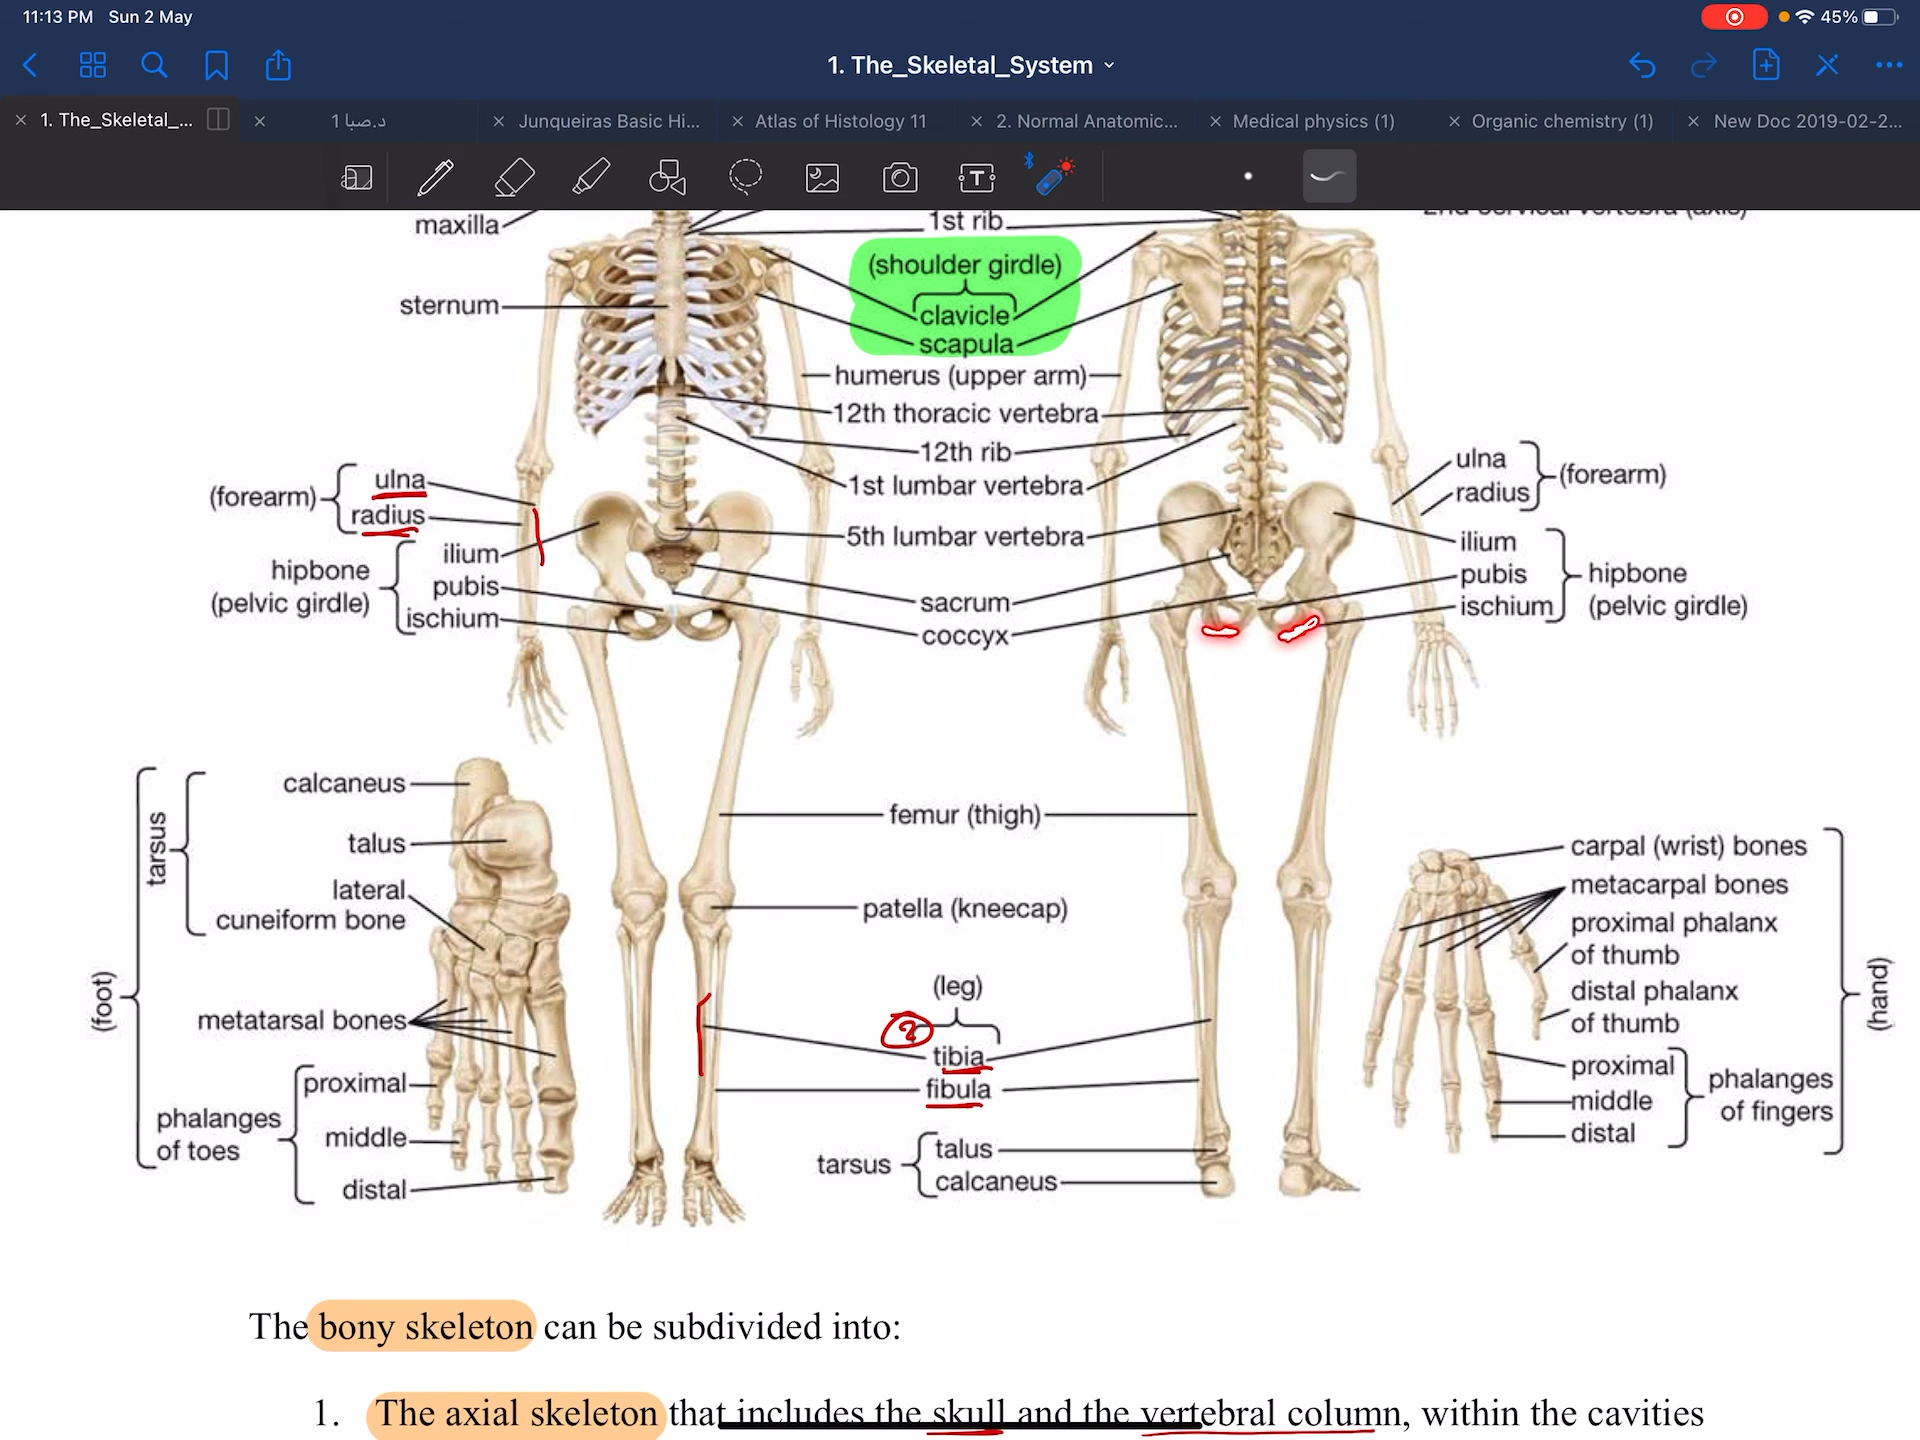 11:13 PM Sun 2 May
45%
1. The_Skeletal_System
1. The_Skeletal_...
د.صبا 1
Junqueiras Basic Hi...
Atlas of Histology 11
2. Normal Anatomic...
Medical physics (1)
Organic chemistry (1)
New Doc 2019-02-2...
maxilla
1st rib
2nd cervical vertebra (axis)
(shoulder girdle)
clavicle
scapula
sternum
humerus (upper arm)
12th thoracic vertebra
12th rib
1st lumbar vertebra
5th lumbar vertebra
sacrum
coccyx
(forearm)
ulna
radius
hipbone
(pelvic girdle)
ilium
pubis
ischium
ulna
radius
(forearm)
ilium
pubis
ischium
hipbone
(pelvic girdle)
(foot)
tarsus
calcaneus
talus
lateral
cuneiform bone
metatarsal bones
phalanges
of toes
proximal
middle
distal
femur (thigh)
patella (kneecap)
(leg)
2
tibia
fibula
tarsus
talus
calcaneus
carpal (wrist) bones
metacarpal bones
proximal phalanx
of thumb
distal phalanx
of thumb
proximal
middle
distal
phalanges
of fingers
(hand)
The bony skeleton can be subdivided into:
1. The axial skeleton that includes the skull and the vertebral column, within the cavities